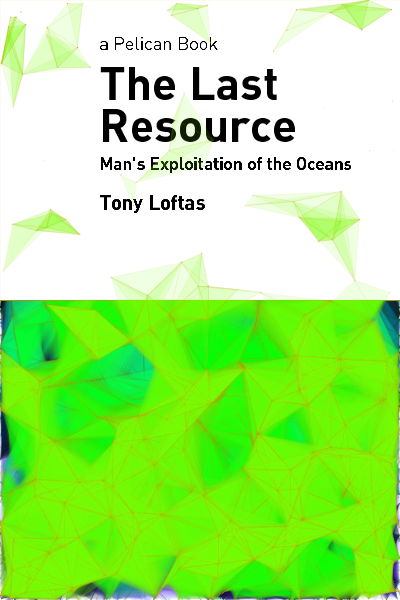 a Pelican Book
The Last
Resource
Man's Exploitation of the Oceans
Tony Loftas